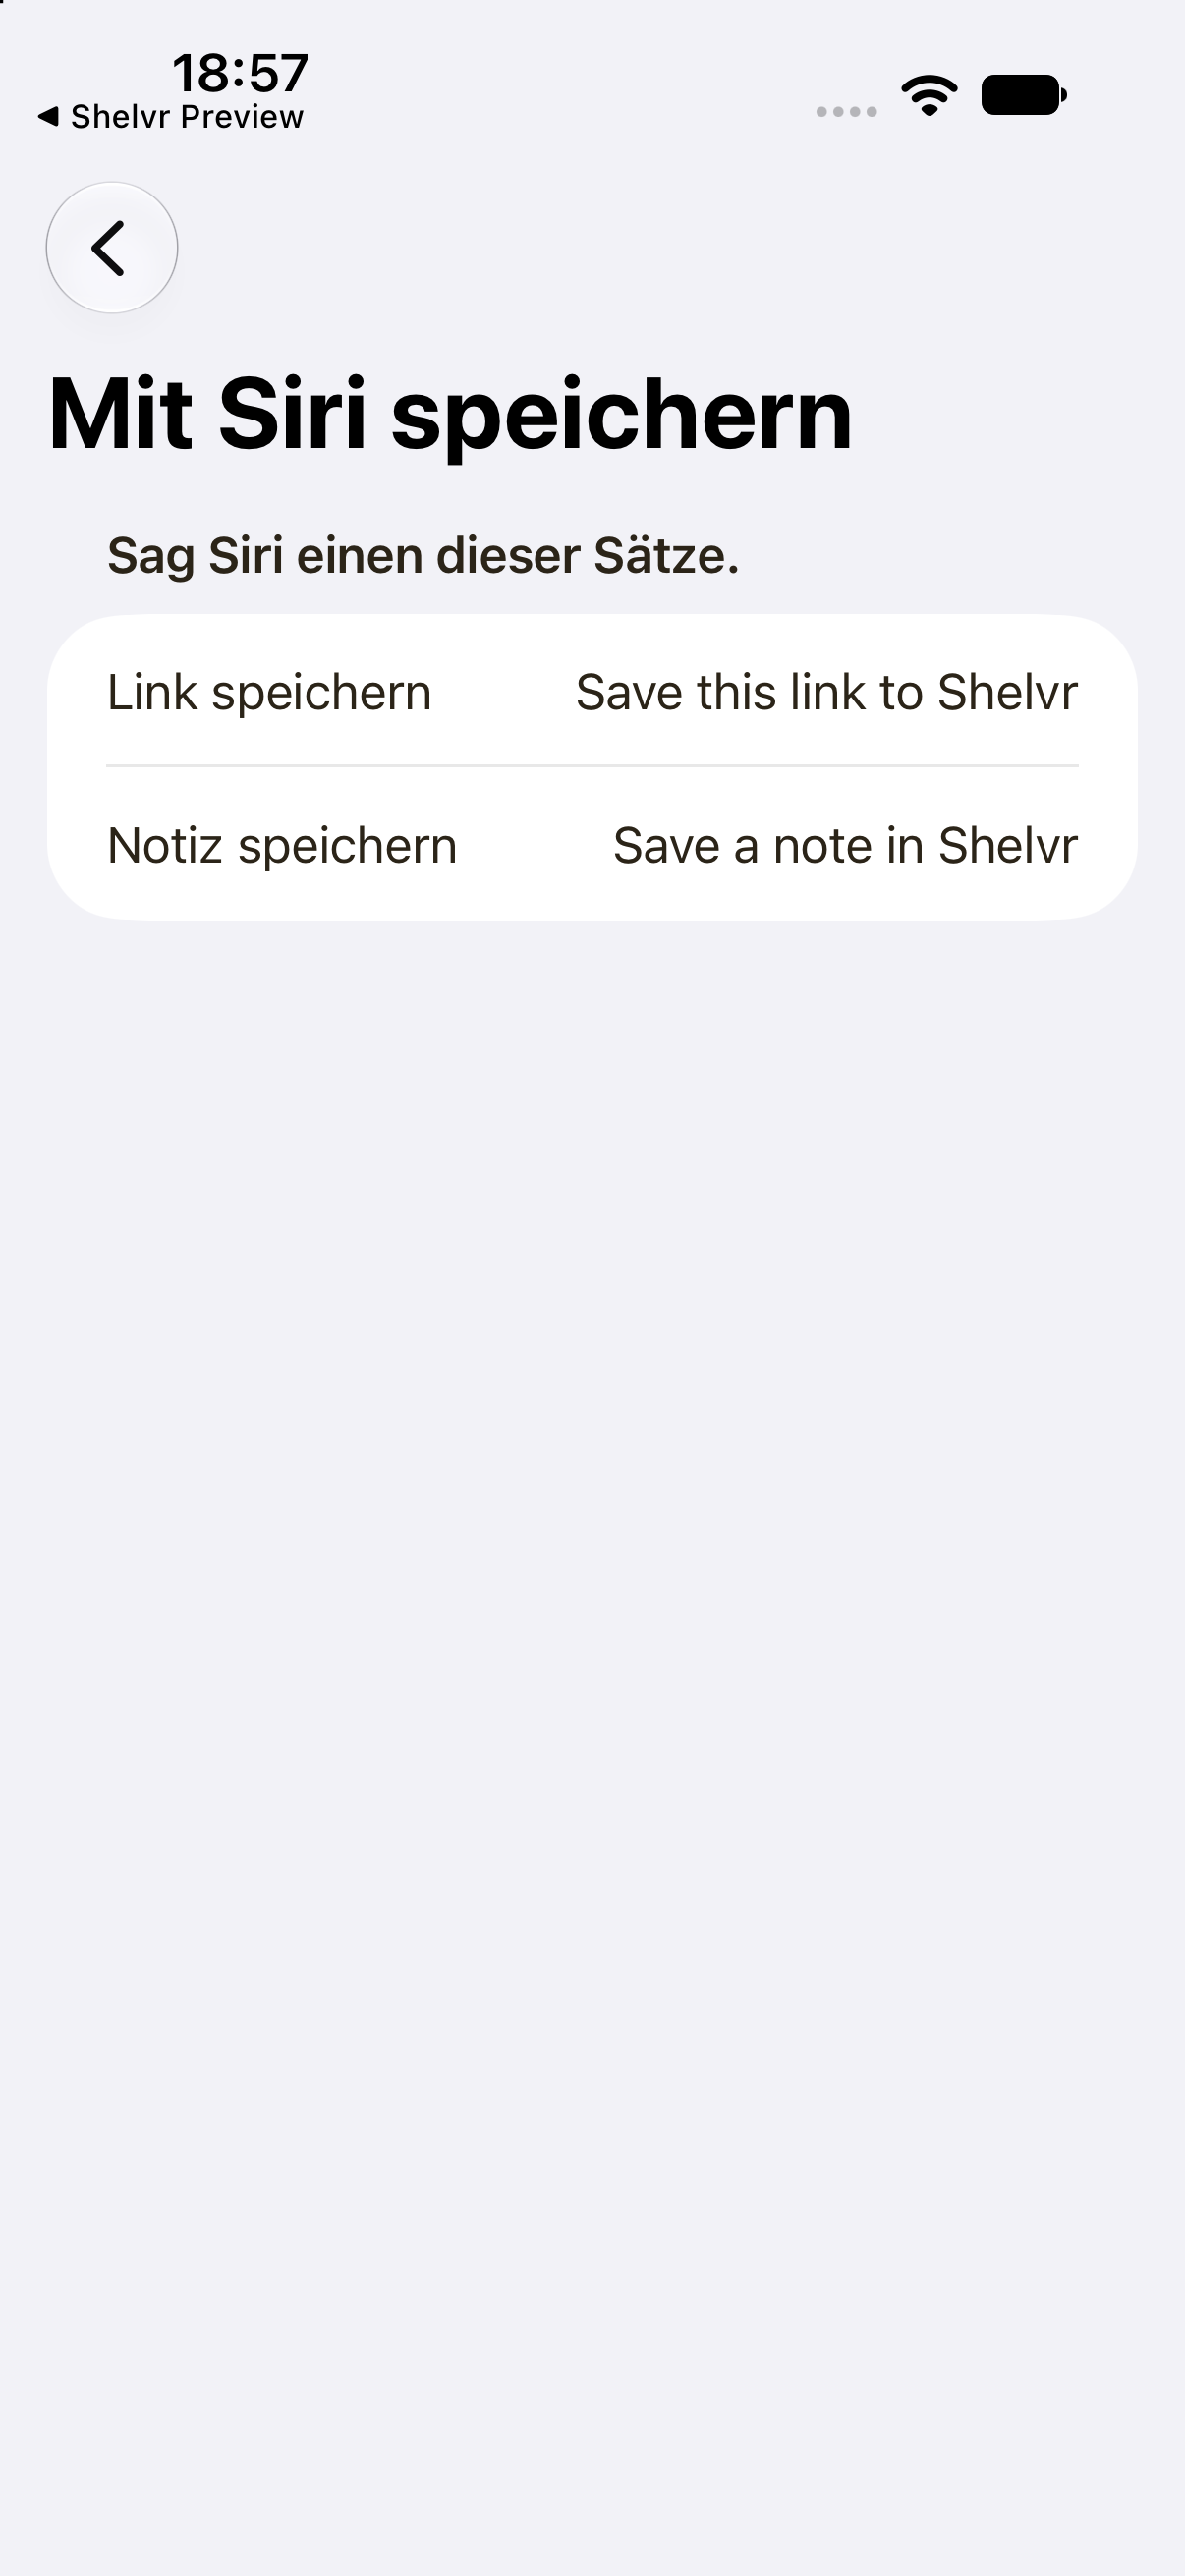 18:57
Shelvr Preview
Mit Siri speichern
Sag Siri einen dieser Sätze.
Link speichern Save this link to Shelvr
Notiz speichern Save a note in Shelvr